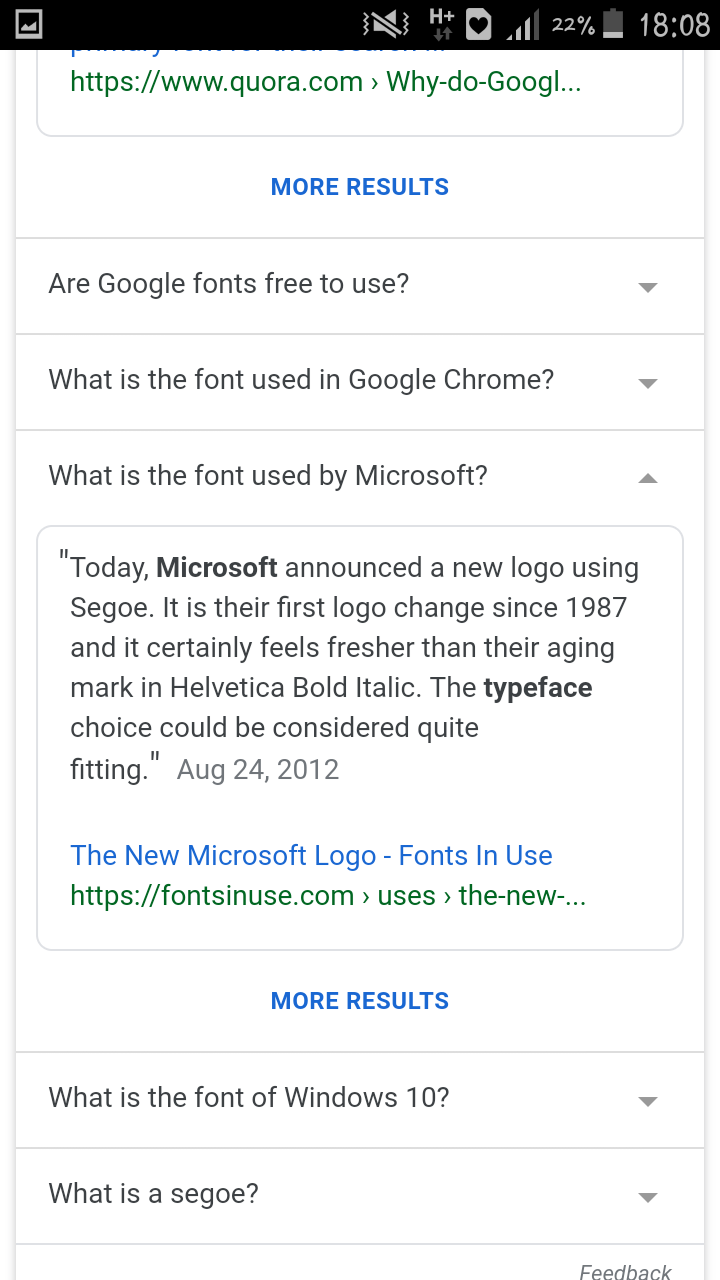 H+ 22% 18:08
https://www.quora.com › Why-do-Googl...
MORE RESULTS
Are Google fonts free to use?
What is the font used in Google Chrome?
What is the font used by Microsoft?
"Today, Microsoft announced a new logo using
Segoe. It is their first logo change since 1987
and it certainly feels fresher than their aging
mark in Helvetica Bold Italic. The typeface
choice could be considered quite
fitting." Aug 24, 2012
The New Microsoft Logo - Fonts In Use
https://fontsinuse.com › uses › the-new-...
MORE RESULTS
What is the font of Windows 10?
What is a segoe?
Feedback